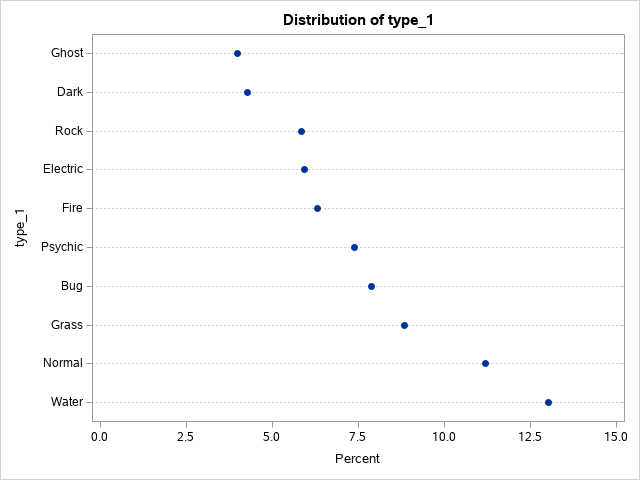 Distribution of type_1
Ghost
Dark
Rock
Electric
Fire
Psychic
Bug
Grass
Normal
Water
type_1
0.0 2.5 5.0 7.5 10.0 12.5 15.0
Percent